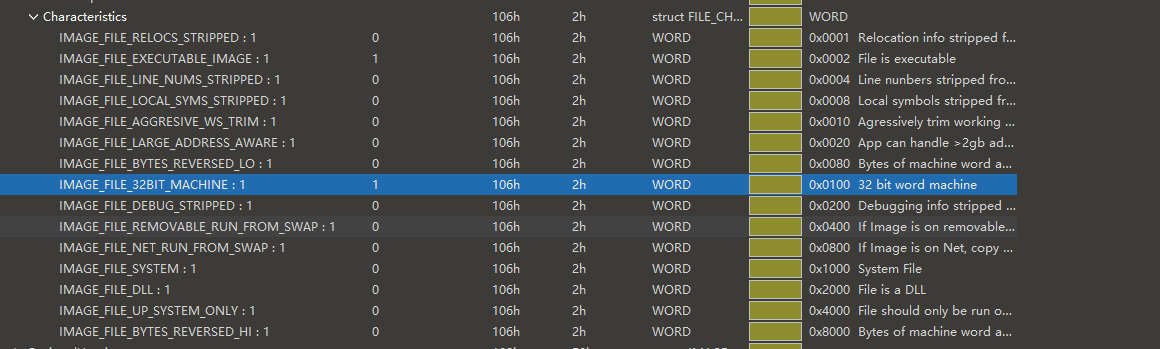 Characteristics 106h 2h struct FILE_CH... WORD
IMAGE_FILE_RELOCS_STRIPPED : 1 0 106h 2h WORD 0x0001 Relocation info stripped f...
IMAGE_FILE_EXECUTABLE_IMAGE : 1 1 106h 2h WORD 0x0002 File is executable
IMAGE_FILE_LINE_NUMS_STRIPPED : 1 0 106h 2h WORD 0x0004 Line nunbers stripped fro...
IMAGE_FILE_LOCAL_SYMS_STRIPPED : 1 0 106h 2h WORD 0x0008 Local symbols stripped fr...
IMAGE_FILE_AGGRESIVE_WS_TRIM : 1 0 106h 2h WORD 0x0010 Agressively trim working ...
IMAGE_FILE_LARGE_ADDRESS_AWARE : 1 0 106h 2h WORD 0x0020 App can handle >2gb ad...
IMAGE_FILE_BYTES_REVERSED_LO : 1 0 106h 2h WORD 0x0080 Bytes of machine word a...
IMAGE_FILE_32BIT_MACHINE : 1 1 106h 2h WORD 0x0100 32 bit word machine
IMAGE_FILE_DEBUG_STRIPPED : 1 0 106h 2h WORD 0x0200 Debugging info stripped ...
IMAGE_FILE_REMOVABLE_RUN_FROM_SWAP : 1 0 106h 2h WORD 0x0400 If Image is on removable...
IMAGE_FILE_NET_RUN_FROM_SWAP : 1 0 106h 2h WORD 0x0800 If Image is on Net, copy ...
IMAGE_FILE_SYSTEM : 1 0 106h 2h WORD 0x1000 System File
IMAGE_FILE_DLL : 1 0 106h 2h WORD 0x2000 File is a DLL
IMAGE_FILE_UP_SYSTEM_ONLY : 1 0 106h 2h WORD 0x4000 File should only be run o...
IMAGE_FILE_BYTES_REVERSED_HI : 1 0 106h 2h WORD 0x8000 Bytes of machine word a...